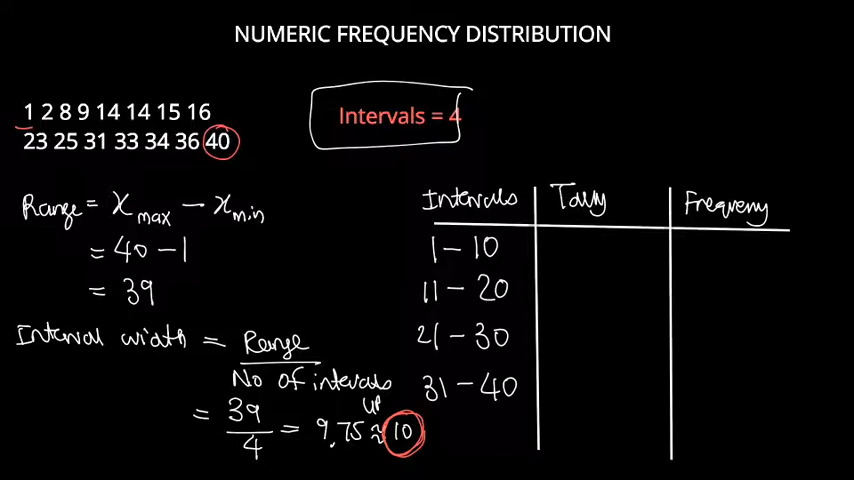 NUMERIC FREQUENCY DISTRIBUTION
1 2 8 9 14 14 15 16
23 25 31 33 34 36 40
Intervals = 4
Range = x max − x min
= 40 − 1
= 39
Interval width = Range
No of intervals
= 39/4 = 9.75 ≈ 10
up
Intervals Tally Frequency
1 − 10
11 − 20
21 − 30
31 − 40